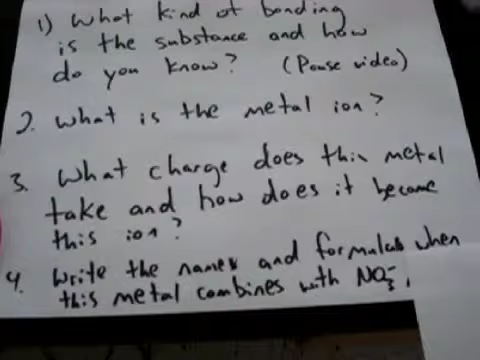 1) What kind of bonding
is the substance and how
do you know? (Pause video)
2. What is the metal ion?
3. What charge does this metal
take and how does it become
this ion?
4. Write the names and formulas when
this metal combines with NO₃⁻.